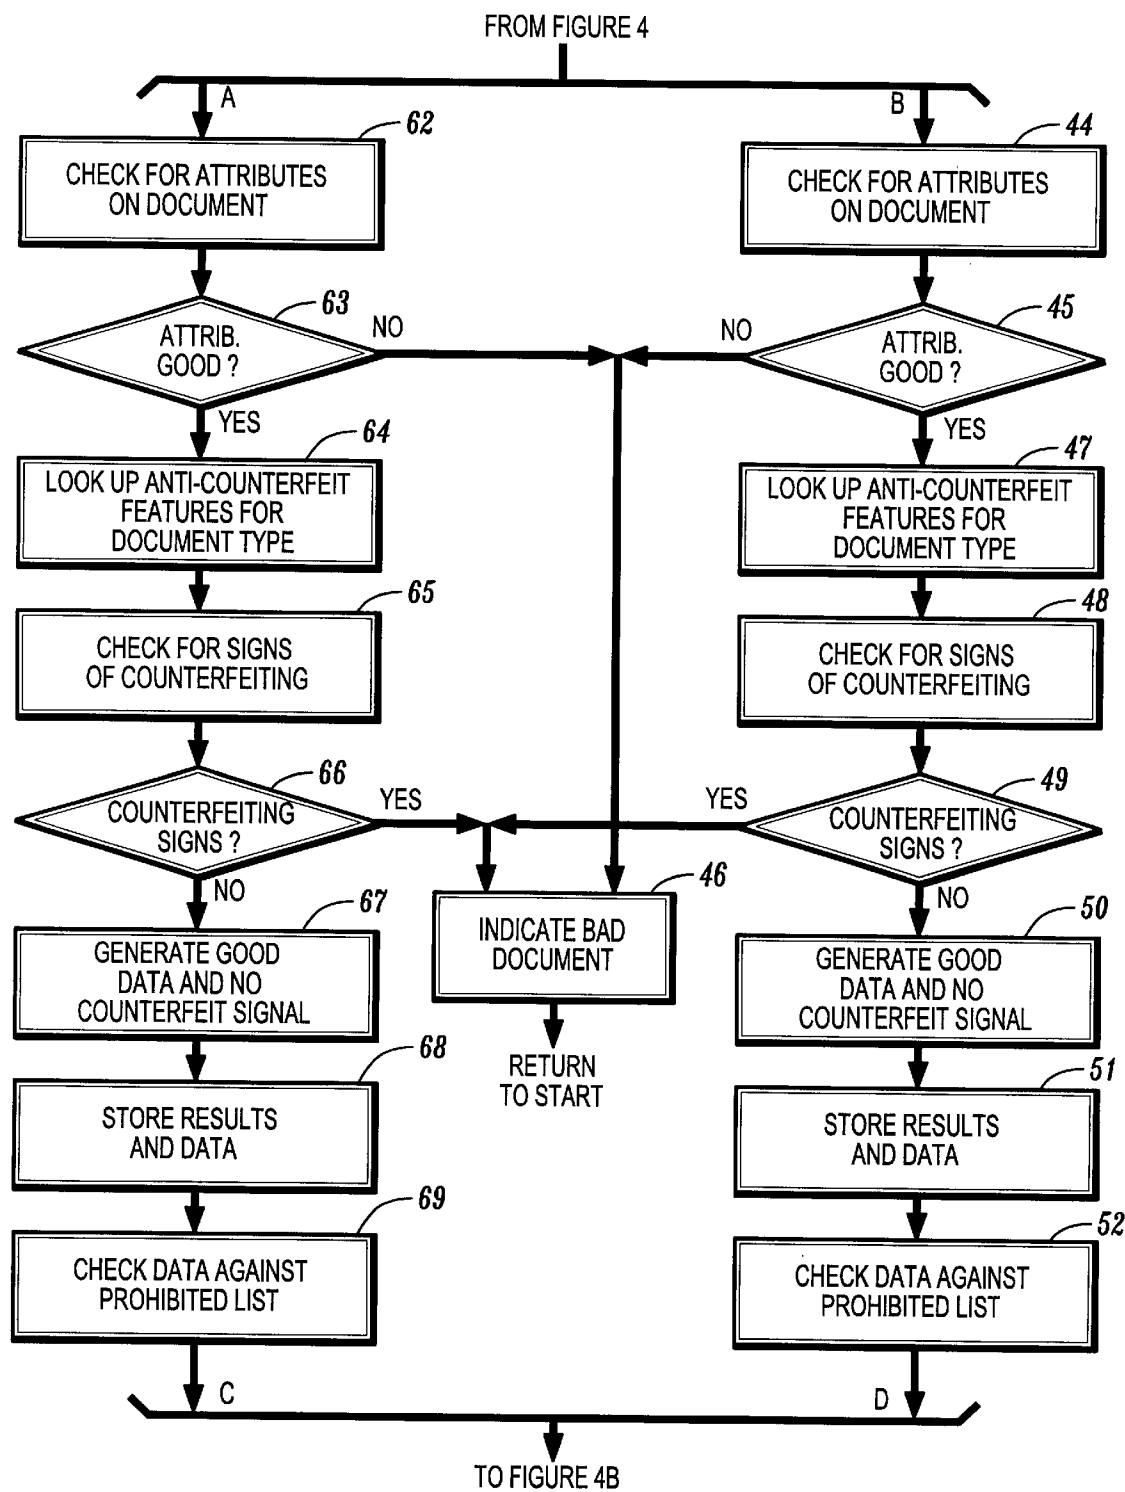 FROM FIGURE 4
A
62
CHECK FOR ATTRIBUTES
ON DOCUMENT
63
ATTRIB.
GOOD ?
NO
YES
64
LOOK UP ANTI-COUNTERFEIT
FEATURES FOR
DOCUMENT TYPE
65
CHECK FOR SIGNS
OF COUNTERFEITING
66
COUNTERFEITING
SIGNS ?
YES
NO
67
GENERATE GOOD
DATA AND NO
COUNTERFEIT SIGNAL
68
STORE RESULTS
AND DATA
69
CHECK DATA AGAINST
PROHIBITED LIST
C
46
INDICATE BAD
DOCUMENT
RETURN
TO START
B
44
CHECK FOR ATTRIBUTES
ON DOCUMENT
45
ATTRIB.
GOOD ?
NO
YES
47
LOOK UP ANTI-COUNTERFEIT
FEATURES FOR
DOCUMENT TYPE
48
CHECK FOR SIGNS
OF COUNTERFEITING
49
COUNTERFEITING
SIGNS ?
YES
NO
50
GENERATE GOOD
DATA AND NO
COUNTERFEIT SIGNAL
51
STORE RESULTS
AND DATA
52
CHECK DATA AGAINST
PROHIBITED LIST
D
TO FIGURE 4B